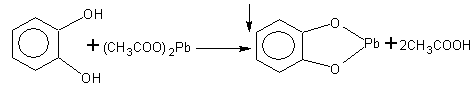 OH
OH
+ (CH3COO)2Pb
O
O
Pb + 2CH3COOH